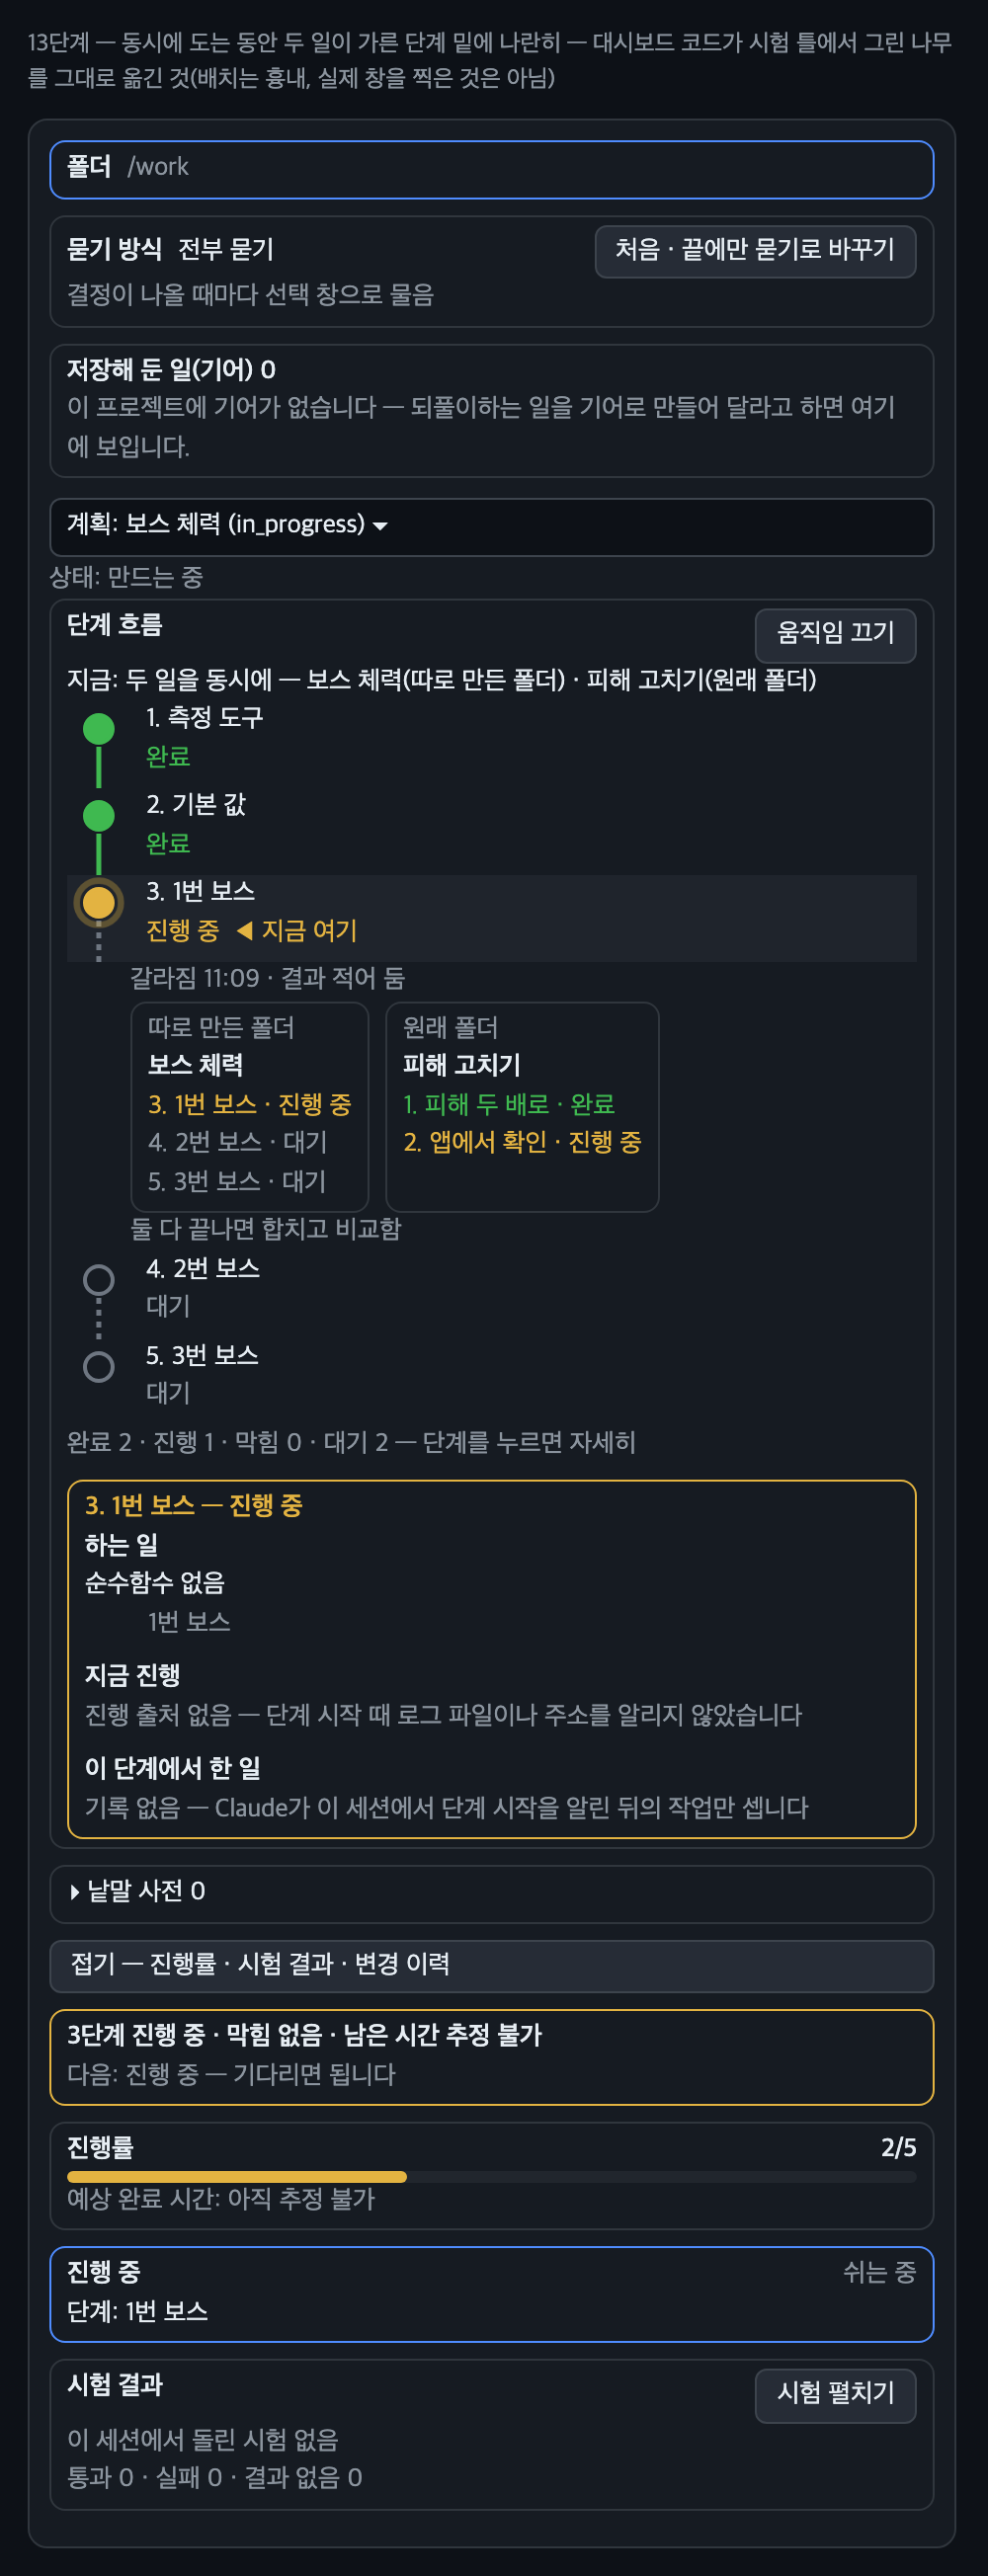 13단계 — 동시에 도는 동안 두 일이 가른 단계 밑에 나란히 — 대시보드 코드가 시험 틀에서 그린 나무
를 그대로 옮긴 것(배치는 흉내, 실제 창을 찍은 것은 아님)
폴더 /work
묻기 방식 전부 묻기
처음 · 끝에만 묻기로 바꾸기
결정이 나올 때마다 선택 창으로 물음
저장해 둔 일(기어) 0
이 프로젝트에 기어가 없습니다 — 되풀이하는 일을 기어로 만들어 달라고 하면 여기
에 보입니다.
계획: 보스 체력 (in_progress)
상태: 만드는 중
단계 흐름
움직임 끄기
지금: 두 일을 동시에 — 보스 체력(따로 만든 폴더) · 피해 고치기(원래 폴더)
1. 측정 도구
완료
2. 기본 값
완료
3. 1번 보스
진행 중 ◀ 지금 여기
갈라짐 11:09 · 결과 적어 둠
따로 만든 폴더
보스 체력
3. 1번 보스 · 진행 중
4. 2번 보스 · 대기
5. 3번 보스 · 대기
원래 폴더
피해 고치기
1. 피해 두 배로 · 완료
2. 앱에서 확인 · 진행 중
둘 다 끝나면 합치고 비교함
4. 2번 보스
대기
5. 3번 보스
대기
완료 2 · 진행 1 · 막힘 0 · 대기 2 — 단계를 누르면 자세히
3. 1번 보스 — 진행 중
하는 일
순수함수 없음
1번 보스
지금 진행
진행 출처 없음 — 단계 시작 때 로그 파일이나 주소를 알리지 않았습니다
이 단계에서 한 일
기록 없음 — Claude가 이 세션에서 단계 시작을 알린 뒤의 작업만 셉니다
낱말 사전 0
접기 — 진행률 · 시험 결과 · 변경 이력
3단계 진행 중 · 막힘 없음 · 남은 시간 추정 불가
다음: 진행 중 — 기다리면 됩니다
진행률 2/5
예상 완료 시간: 아직 추정 불가
진행 중 쉬는 중
단계: 1번 보스
시험 결과
시험 펼치기
이 세션에서 돌린 시험 없음
통과 0 · 실패 0 · 결과 없음 0